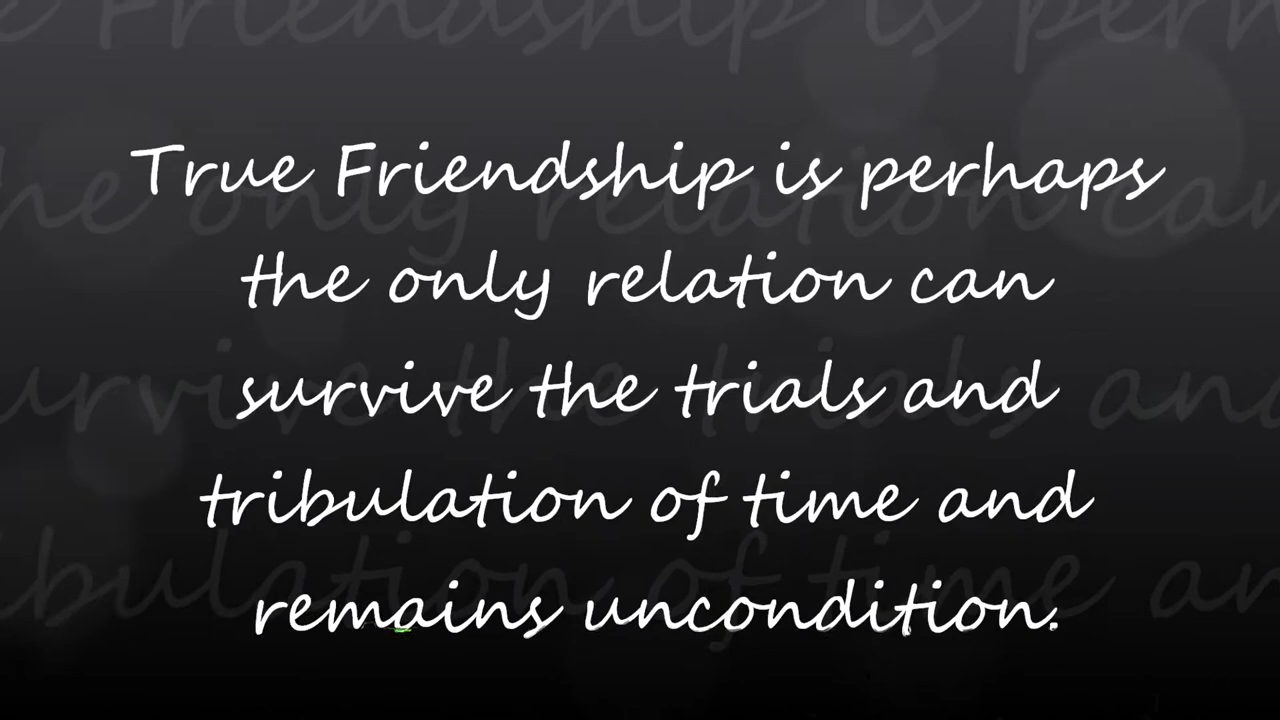 True Friendship is perhaps
the only relation can
survive the trials and
tribulation of time and
remains uncondition.